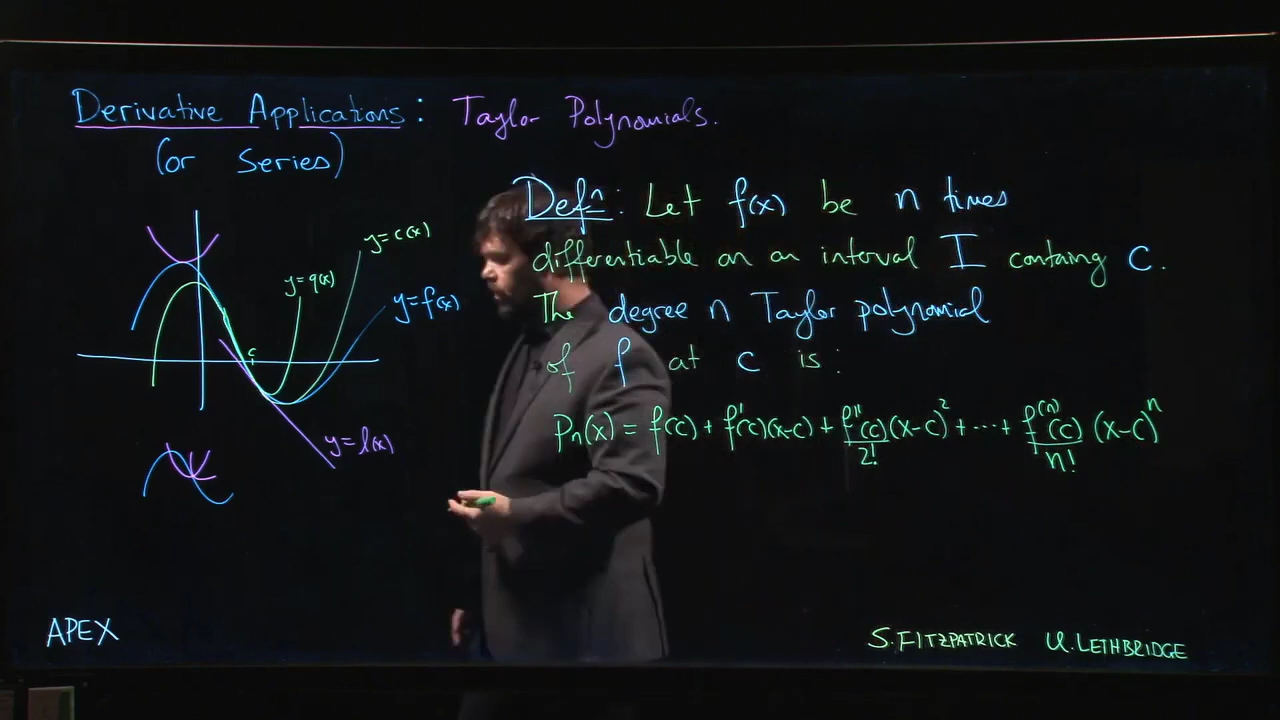 Derivative Applications: Taylor Polynomials.
(or Series)
Defⁿ: Let f(x) be n times
differentiable on an interval I containg c.
The degree n Taylor polynomial
of f at c is:
Pₙ(x) = f(c) + f'(c)(x-c) + f''(c)/2! (x-c)² + ··· + f⁽ⁿ⁾(c)/n! (x-c)ⁿ
y=c(x)
y=q(x)
y=f(x)
c
y=l(x)
APEX
S. FITZPATRICK U. LETHBRIDGE